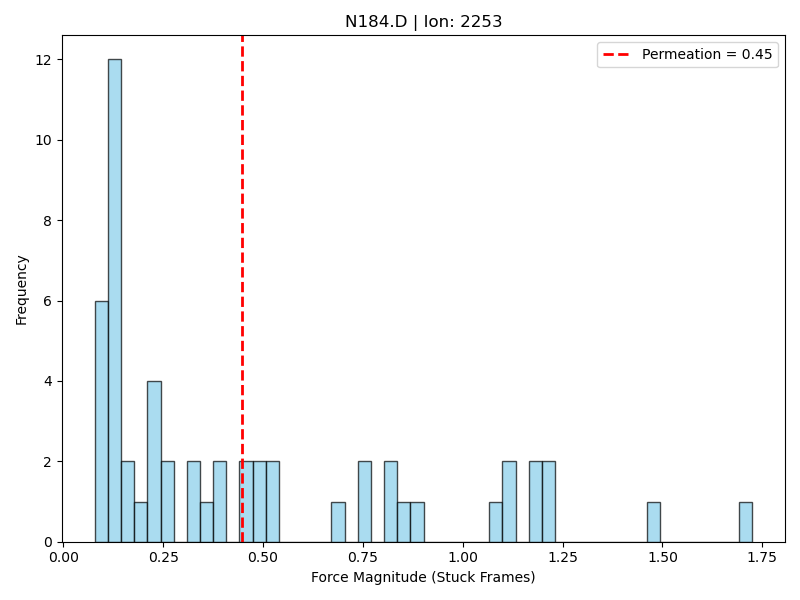 N184.D | Ion: 2253
Permeation = 0.45
12
10
8
6
4
2
0
Frequency
0.00 0.25 0.50 0.75 1.00 1.25 1.50 1.75
Force Magnitude (Stuck Frames)